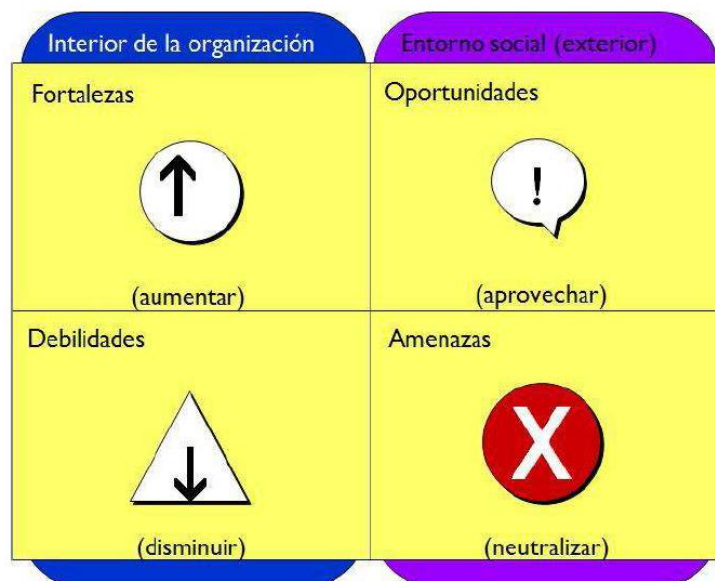 Interior de la organización
Entorno social (exterior)
Fortalezas
Oportunidades
!
(aumentar)
(aprovechar)
Debilidades
Amenazas
X
(disminuir)
(neutralizar)